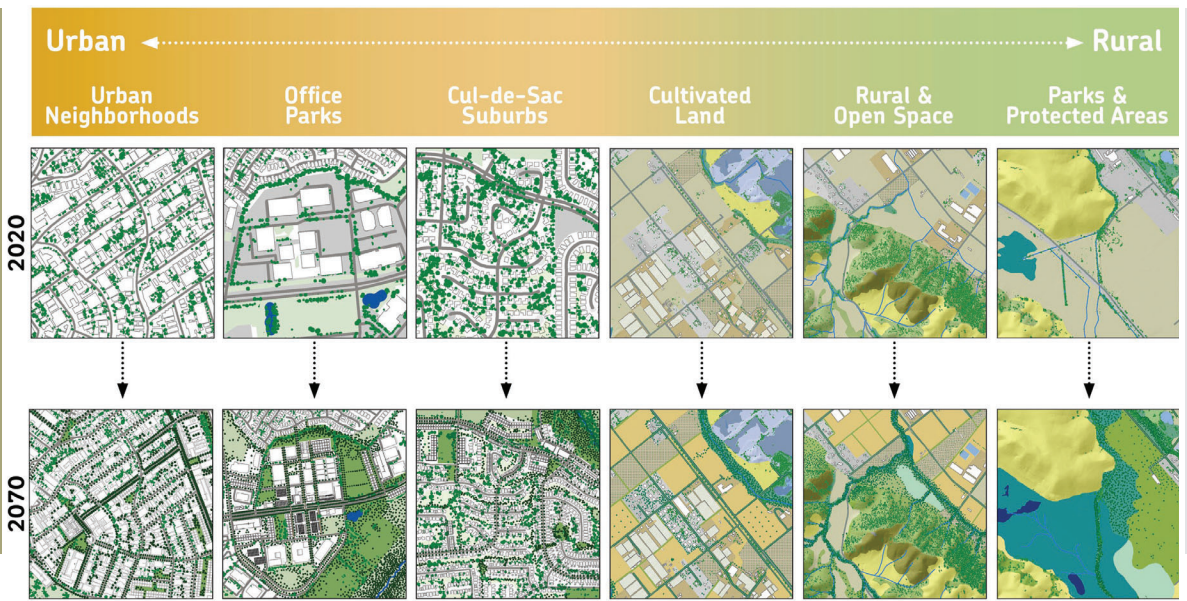 Urban
Rural
Urban
Neighborhoods
Office
Parks
Cul-de-Sac
Suburbs
Cultivated
Land
Rural &
Open Space
Parks &
Protected Areas
2020
2070